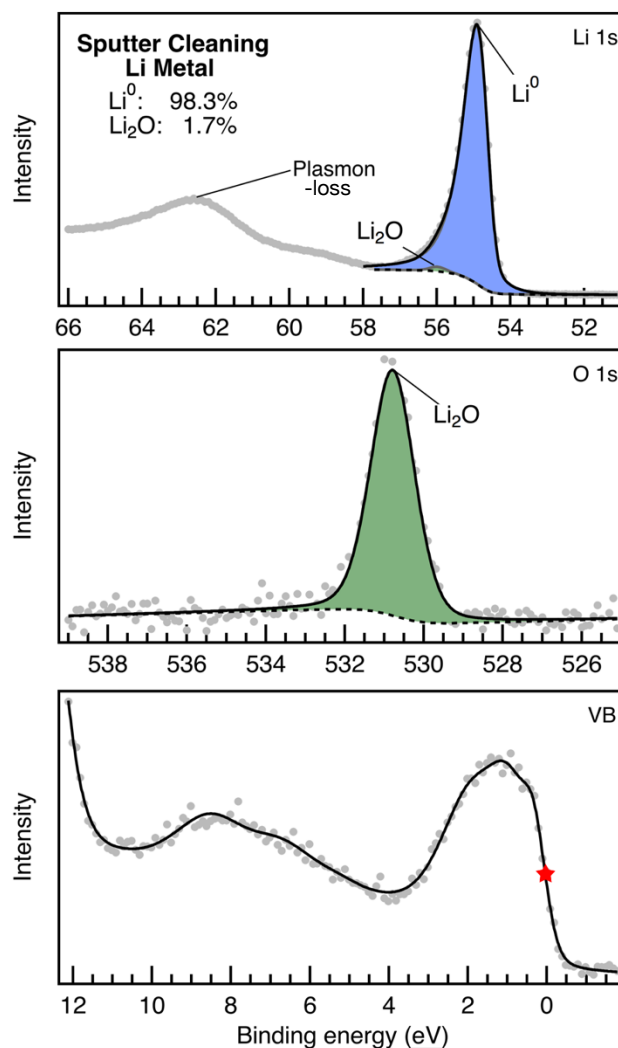 Sputter Cleaning
Li Metal
Li⁰: 98.3%
Li₂O: 1.7%
Li 1s
Li⁰
Plasmon
-loss
Li₂O
Intensity
66 64 62 60 58 56 54 52
O 1s
Li₂O
Intensity
538 536 534 532 530 528 526
VB
Intensity
12 10 8 6 4 2 0
Binding energy (eV)